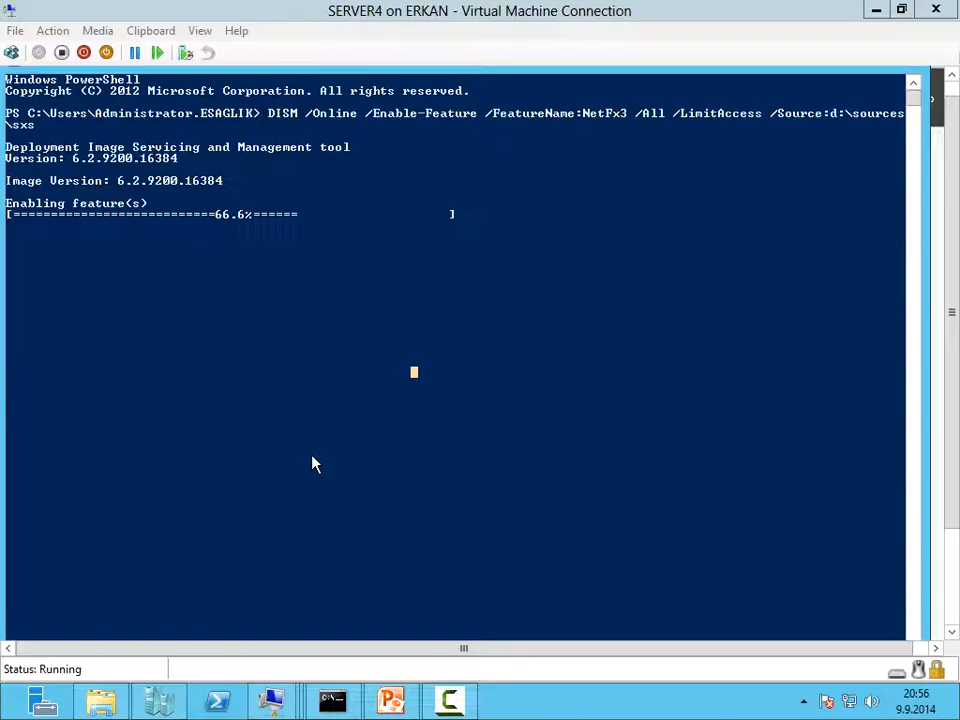 SERVER4 on ERKAN - Virtual Machine Connection
File Action Media Clipboard View Help
Windows PowerShell
Copyright (C) 2012 Microsoft Corporation. All rights reserved.
PS C:\Users\Administrator.ESAGLIK> DISM /Online /Enable-Feature /FeatureName:NetFx3 /All /LimitAccess /Source:d:\sources
\sxs
Deployment Image Servicing and Management tool
Version: 6.2.9200.16384
Image Version: 6.2.9200.16384
Enabling feature(s)
[===========================66.6%====== ]
Status: Running
20:56
9.9.2014